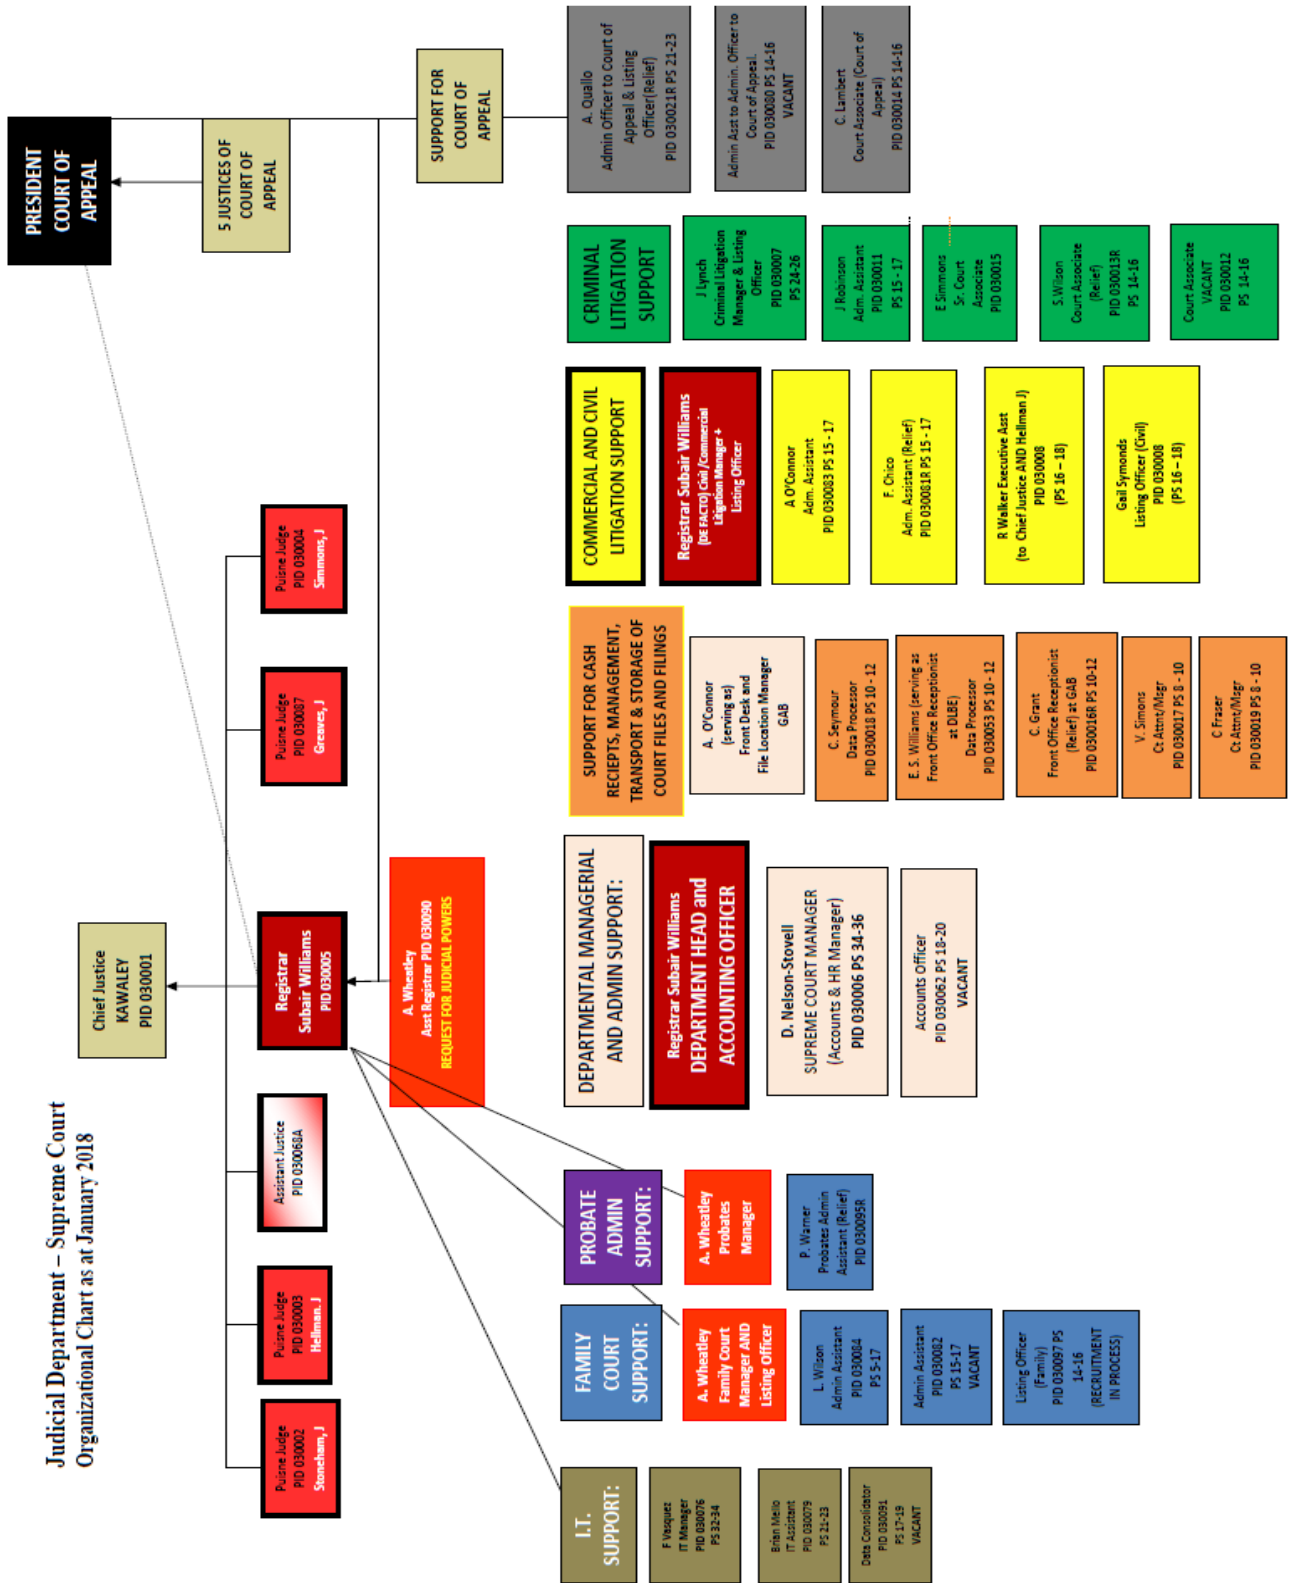 Judicial Department – Supreme Court
Organizational Chart as at January 2018
Chief Justice
KAWALEY
PID 030001
PRESIDENT
COURT OF
APPEAL
5 JUSTICES OF
COURT OF
APPEAL
Puisne Judge
PID 030002
Stoneham, J
Puisne Judge
PID 030003
Hellman. J
Assistant Justice
PID 030068A
Registrar
Subair Williams
PID 030005
Puisne Judge
PID 030087
Greaves, J
Puisne Judge
PID 030004
Simmons, J
A. Wheatley
Asst Registrar PID 030090
REQUEST FOR JUDICIAL POWERS
SUPPORT FOR
COURT OF
APPEAL
I.T.
SUPPORT:
F Vasquez
IT Manager
PID 030076
PS 32-34
Brian Mello
IT Assistant
PID 030079
PS 21-23
Data Consolidator
PID 030091
PS 17-19
VACANT
FAMILY
COURT
SUPPORT:
A. Wheatley
Family Court
Manager AND
Listing Officer
L. Wilson
Admin Assistant
PID 030084
PS 5-17
Admin Assistant
PID 030082
PS 15-17
VACANT
Listing Officer
(Family)
PID 030097 PS
14-16
(RECRUITMENT
IN PROCESS)
PROBATE
ADMIN
SUPPORT:
A. Wheatley
Probates
Manager
P. Warner
Probates Admin
Assistant (Relief)
PID 030095R
DEPARTMENTAL MANAGERIAL
AND ADMIN SUPPORT:
Registrar Subair Williams
DEPARTMENT HEAD and
ACCOUNTING OFFICER
D. Nelson-Stovell
SUPREME COURT MANAGER
(Accounts & HR Manager)
PID 030006 PS 34-36
Accounts Officer
PID 030062 PS 18-20
VACANT
SUPPORT FOR CASH
RECIEPTS, MANAGEMENT,
TRANSPORT & STORAGE OF
COURT FILES AND FILINGS
A. O'Connor
(serving as)
Front Desk and
File Location Manager
GAB
C. Seymour
Data Processor
PID 030018 PS 10 - 12
E. S. Williams (serving as
Front Office Receptionist
at DLBE)
Data Processor
PID 030053 PS 10 - 12
C. Grant
Front Office Receptionist
(Relief) at GAB
PID 030016R PS 10-12
V. Simons
Ct Attnt/Msgr
PID 030017 PS 8 - 10
C Fraser
Ct Attnt/Msgr
PID 030019 PS 8 - 10
COMMERCIAL AND CIVIL
LITIGATION SUPPORT
Registrar Subair Williams
(DE FACTO) Civil /Commercial
Litigation Manager +
Listing Officer
A O'Connor
Adm. Assistant
PID 030083 PS 15 - 17
F. Chico
Adm. Assistant (Relief)
PID 030081R PS 15 - 17
R Walker Executive Asst
(to Chief Justice AND Hellman J)
PID 030008
(PS 16 – 18)
Gail Symonds
Listing Officer (Civil)
PID 030008
(PS 16 – 18)
CRIMINAL
LITIGATION
SUPPORT
J Lynch
Criminal Litigation
Manager & Listing
Officer
PID 030007
PS 24-26
J Robinson
Adm. Assistant
PID 030011
PS 15 - 17
E Simmons
Sr. Court
Associate
PID 030015
S. Wilson
Court Associate
(Relief)
PID 030013R
PS 14-16
Court Associate
VACANT
PID 030012
PS 14-16
A. Quallo
Admin Officer to Court of
Appeal & Listing
Officer(Relief)
PID 030021R PS 21-23
Admin Asst to Admin. Officer to
Court of Appeal.
PID 030080 PS 14-16
VACANT
C. Lambert
Court Associate (Court of
Appeal)
PID 030014 PS 14-16